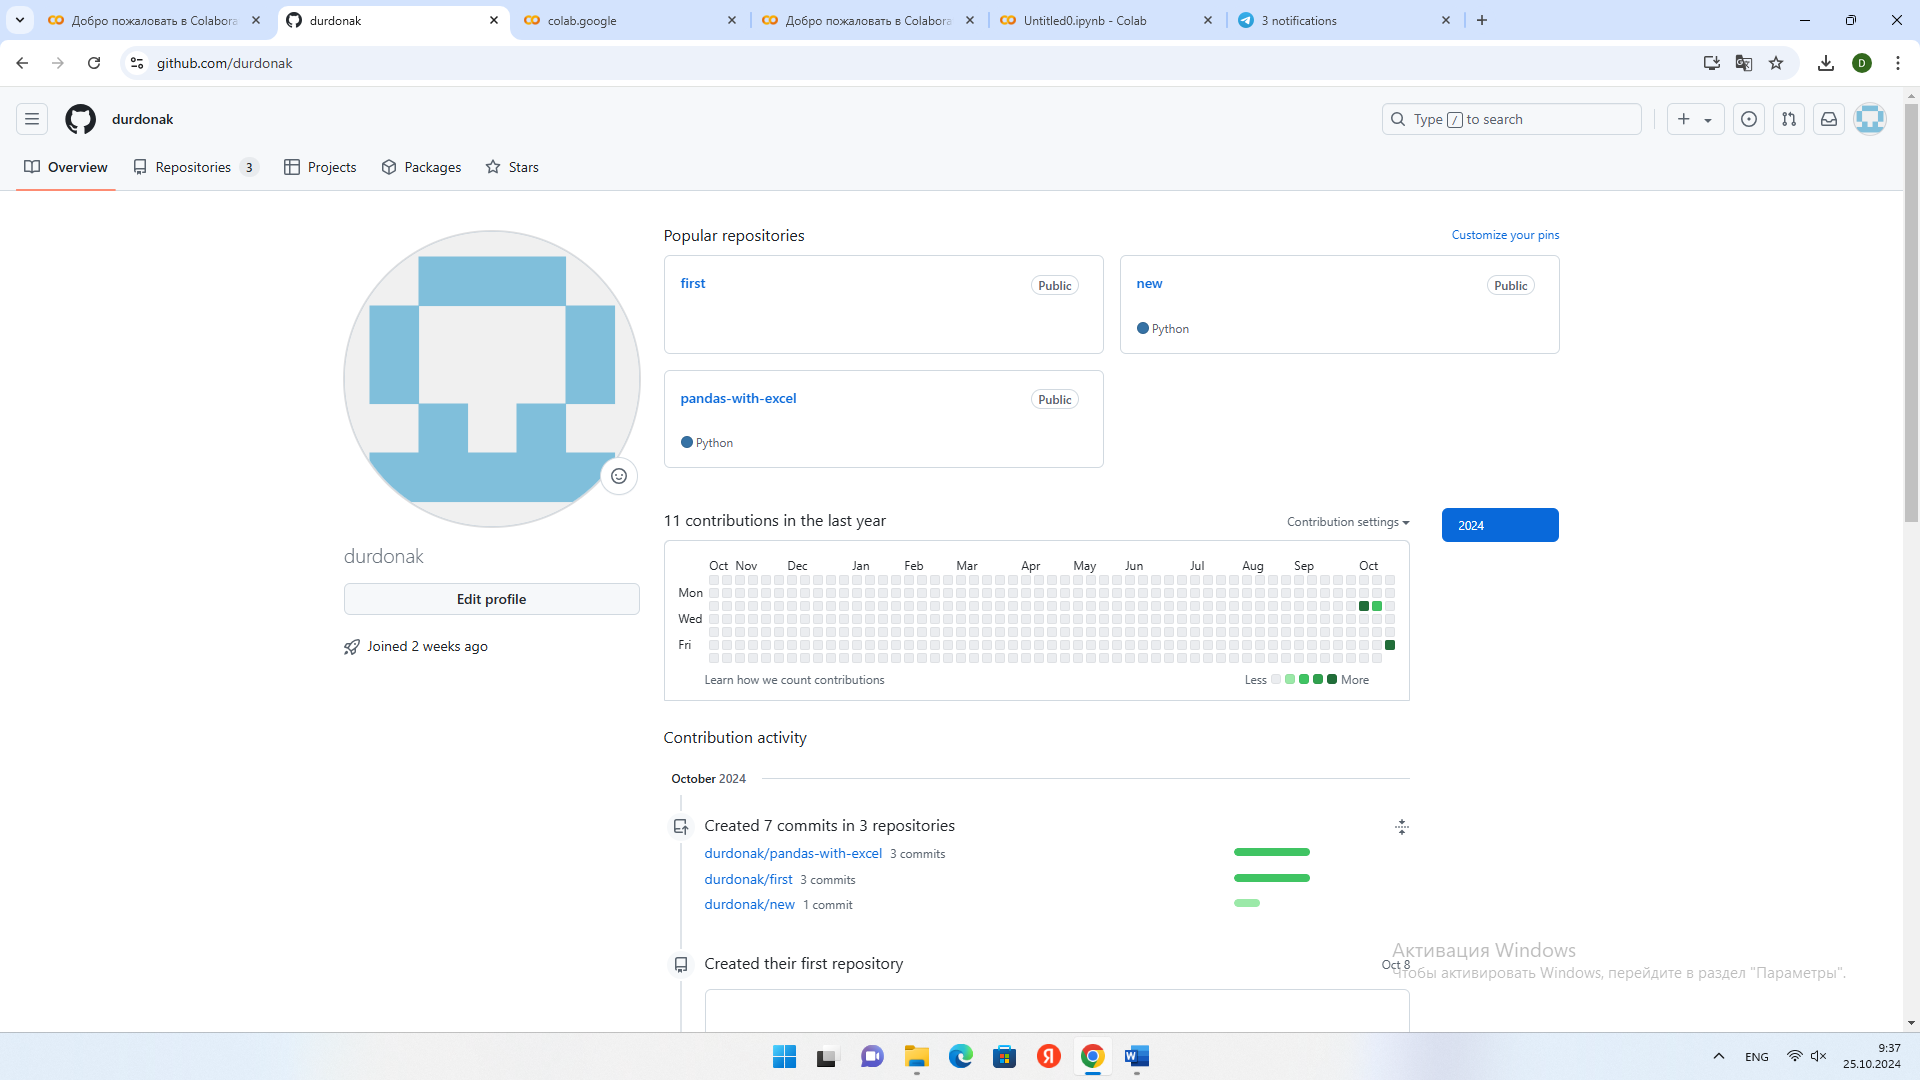 Добро пожаловать в Colabora
durdonak
colab.google
Добро пожаловать в Colabora
Untitled0.ipynb - Colab
3 notifications
github.com/durdonak
D
durdonak
Type / to search
Overview
Repositories 3
Projects
Packages
Stars
Popular repositories
Customize your pins
first
Public
new
Public
Python
pandas-with-excel
Public
Python
durdonak
Edit profile
Joined 2 weeks ago
11 contributions in the last year
Contribution settings
2024
Oct Nov Dec Jan Feb Mar Apr May Jun Jul Aug Sep Oct
Mon
Wed
Fri
Learn how we count contributions
Less More
Contribution activity
October 2024
Created 7 commits in 3 repositories
durdonak/pandas-with-excel 3 commits
durdonak/first 3 commits
durdonak/new 1 commit
Created their first repository
Oct 8
Активация Windows
Чтобы активировать Windows, перейдите в раздел "Параметры".
Я
W
ENG
9:37
25.10.2024